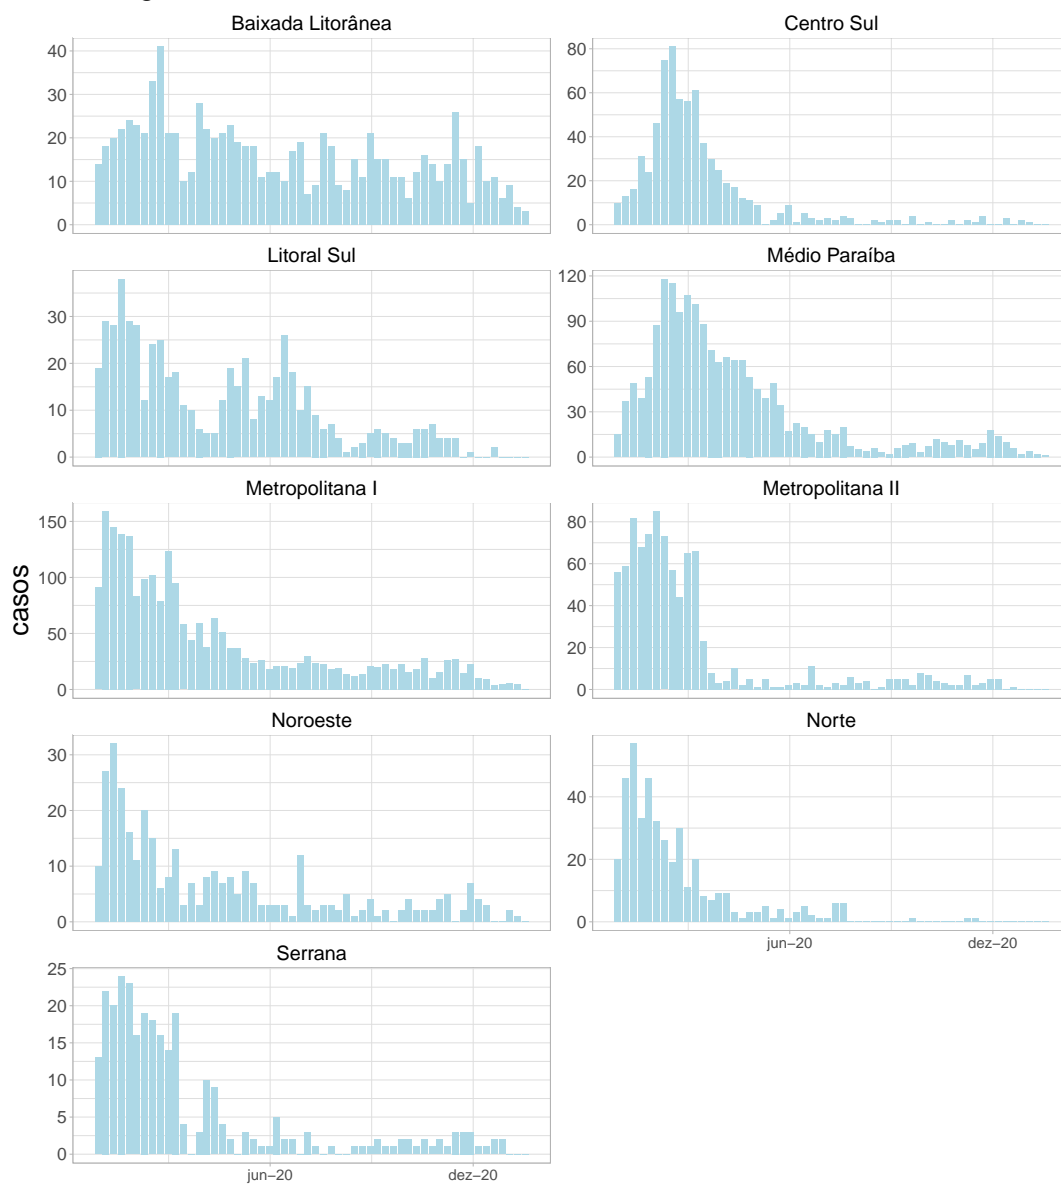 Baixada Litorânea
Centro Sul
40
30
20
10
0
80
60
40
20
0
Litoral Sul
Médio Paraíba
30
20
10
0
120
90
60
30
0
Metropolitana I
Metropolitana II
150
100
50
0
80
60
40
20
0
casos
Noroeste
Norte
30
20
10
0
40
20
0
jun−20
dez−20
Serrana
25
20
15
10
5
0
jun−20
dez−20